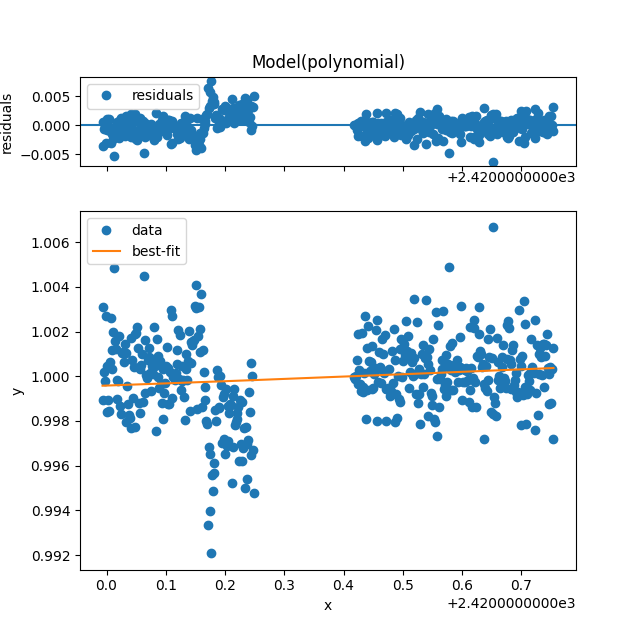 Model(polynomial)
residuals
0.005
0.000
−0.005
residuals
+2.4200000000e3
data
best-fit
1.006
1.004
1.002
1.000
0.998
0.996
0.994
0.992
y
0.0 0.1 0.2 0.3 0.4 0.5 0.6 0.7
x
+2.4200000000e3